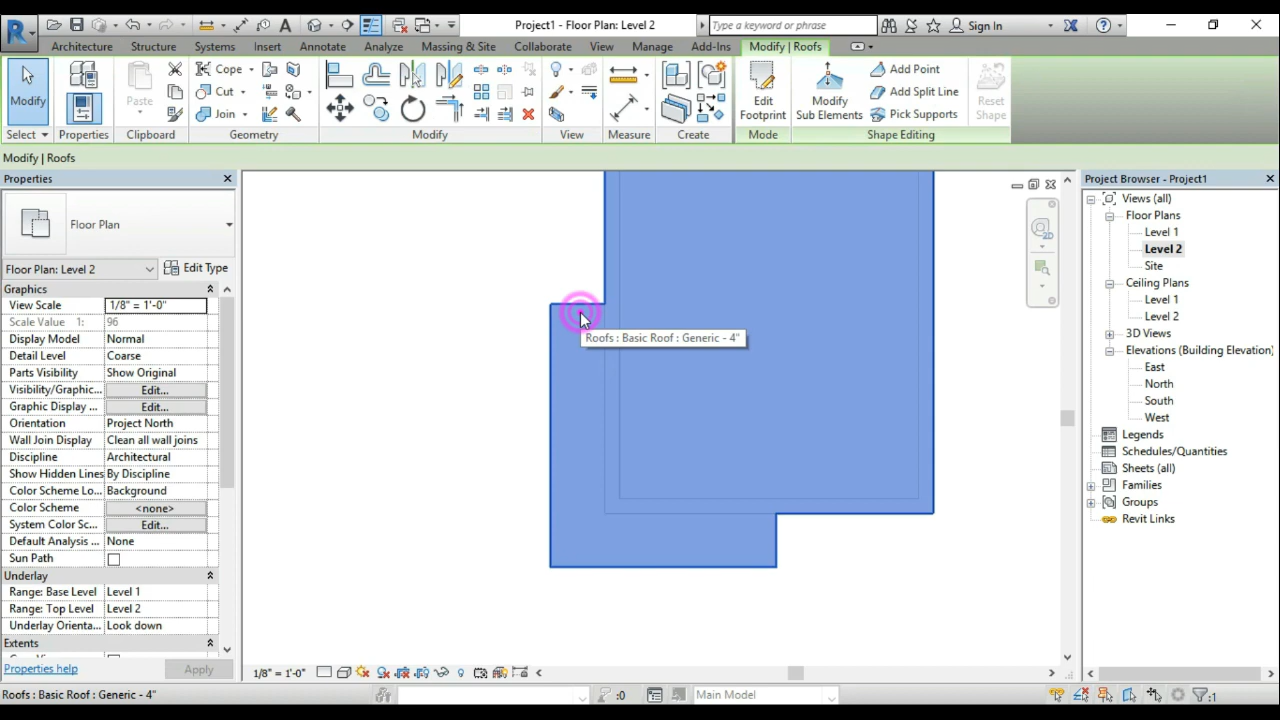 Project1 - Floor Plan: Level 2
Type a keyword or phrase
Sign In
Architecture Structure Systems Insert Annotate Analyze Massing & Site Collaborate View Manage Add-Ins Modify | Roofs
Modify
Select
Properties
Paste
Clipboard
Cope
Cut
Join
Geometry
Modify
View
Measure
Create
Edit Footprint
Mode
Modify Sub Elements
Add Point
Add Split Line
Pick Supports
Reset Shape
Shape Editing
Modify | Roofs
Properties
Floor Plan
Floor Plan: Level 2
Edit Type
Graphics
View Scale 1/8" = 1'-0"
Scale Value 1: 96
Display Model Normal
Detail Level Coarse
Parts Visibility Show Original
Visibility/Graphic... Edit...
Graphic Display ... Edit...
Orientation Project North
Wall Join Display Clean all wall joins
Discipline Architectural
Show Hidden Lines By Discipline
Color Scheme Lo... Background
Color Scheme <none>
System Color Sc... Edit...
Default Analysis ... None
Sun Path
Underlay
Range: Base Level Level 1
Range: Top Level Level 2
Underlay Orienta... Look down
Extents
Properties help
Apply
Roofs : Basic Roof : Generic - 4"
2D
Project Browser - Project1
Views (all)
Floor Plans
Level 1
Level 2
Site
Ceiling Plans
Level 1
Level 2
3D Views
Elevations (Building Elevation)
East
North
South
West
Legends
Schedules/Quantities
Sheets (all)
Families
Groups
Revit Links
1/8" = 1'-0"
Roofs : Basic Roof : Generic - 4"
:0
Main Model
:1